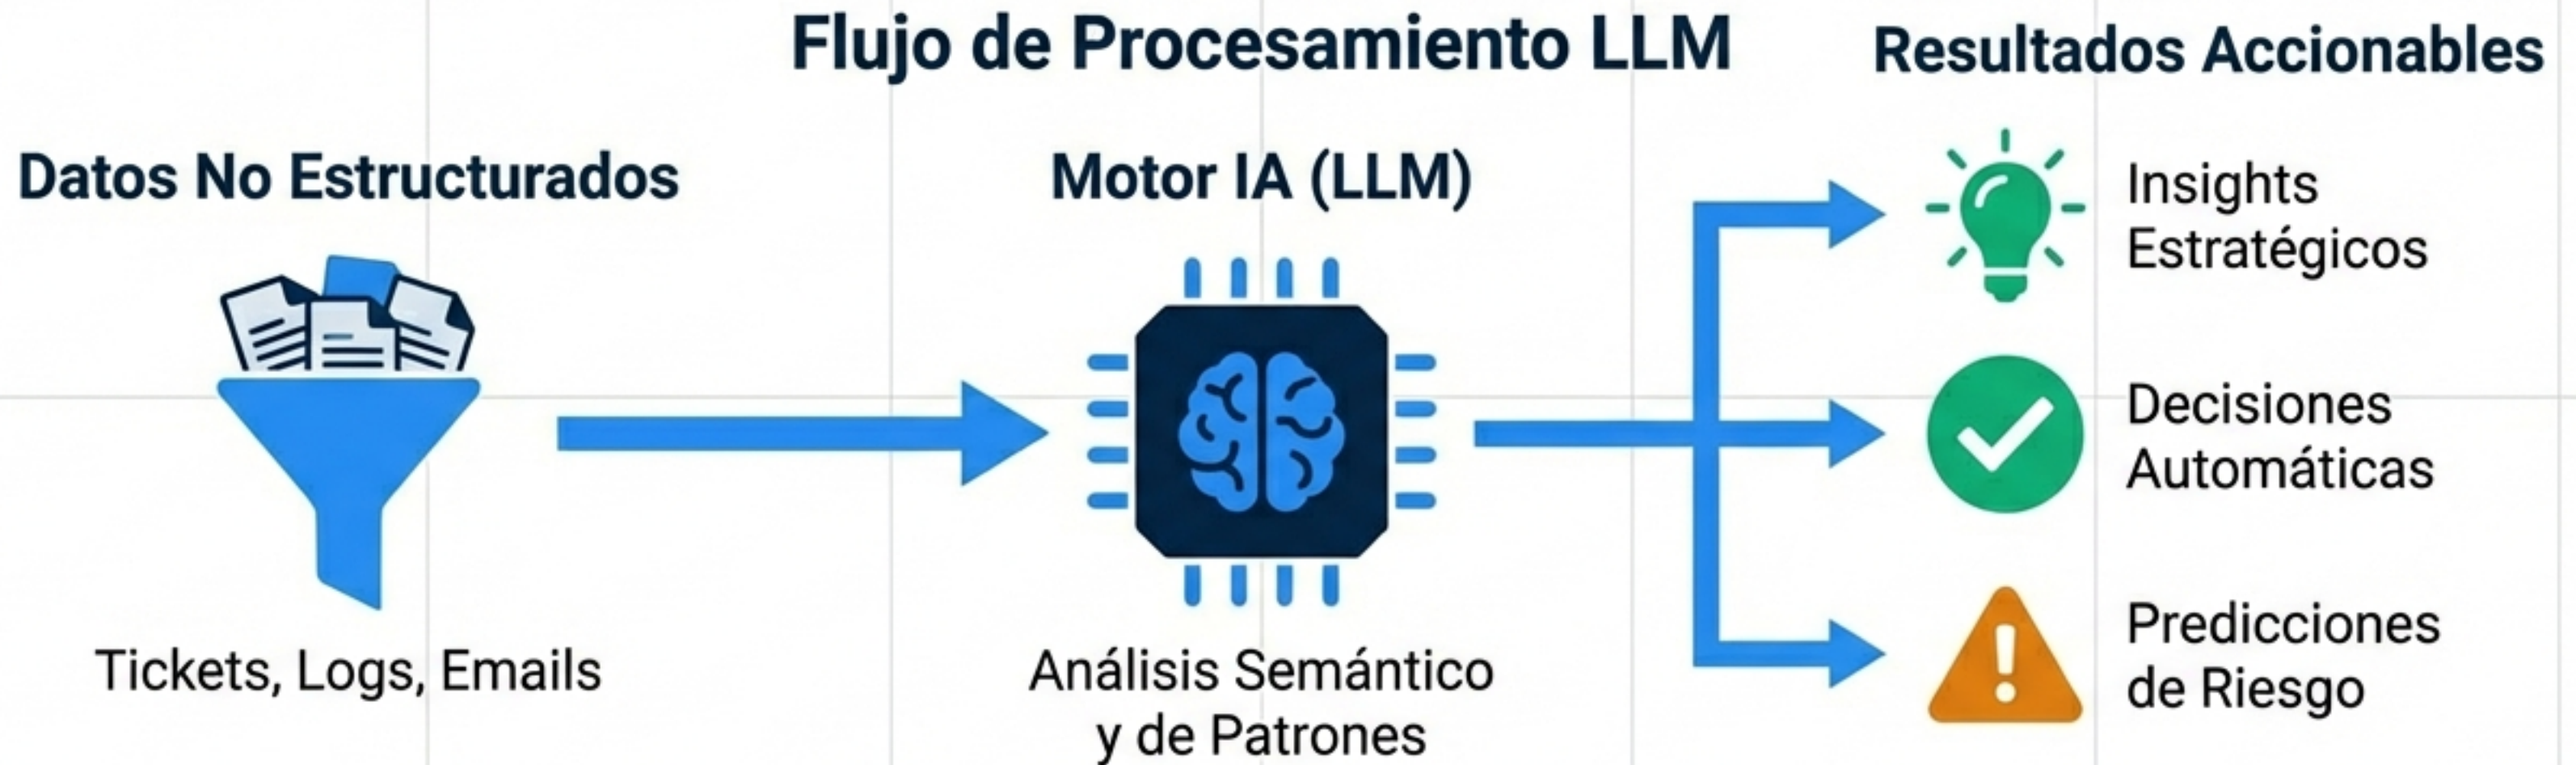 Flujo de Procesamiento LLM
Datos No Estructurados
Tickets, Logs, Emails
Motor IA (LLM)
Análisis Semántico
y de Patrones
Resultados Accionables
Insights
Estratégicos
Decisiones
Automáticas
Predicciones
de Riesgo